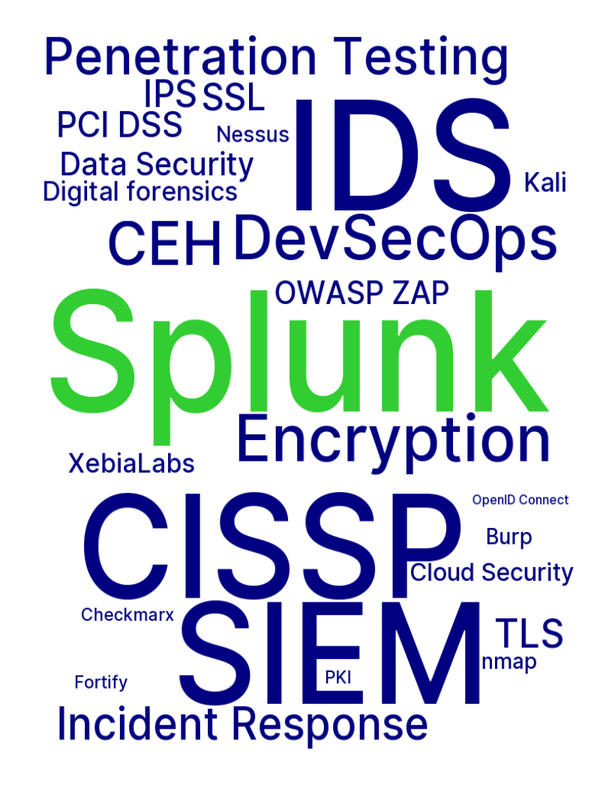 Penetration Testing
IPS SSL
PCI DSS
Nessus
IDS
Data Security
Kali
Digital forensics
CEH DevSecOps
OWASP ZAP
Splunk
Encryption
XebiaLabs
CISSP
OpenID Connect
Burp
Cloud Security
Checkmarx
SIEM
TLS
nmap
PKI
Fortify
Incident Response